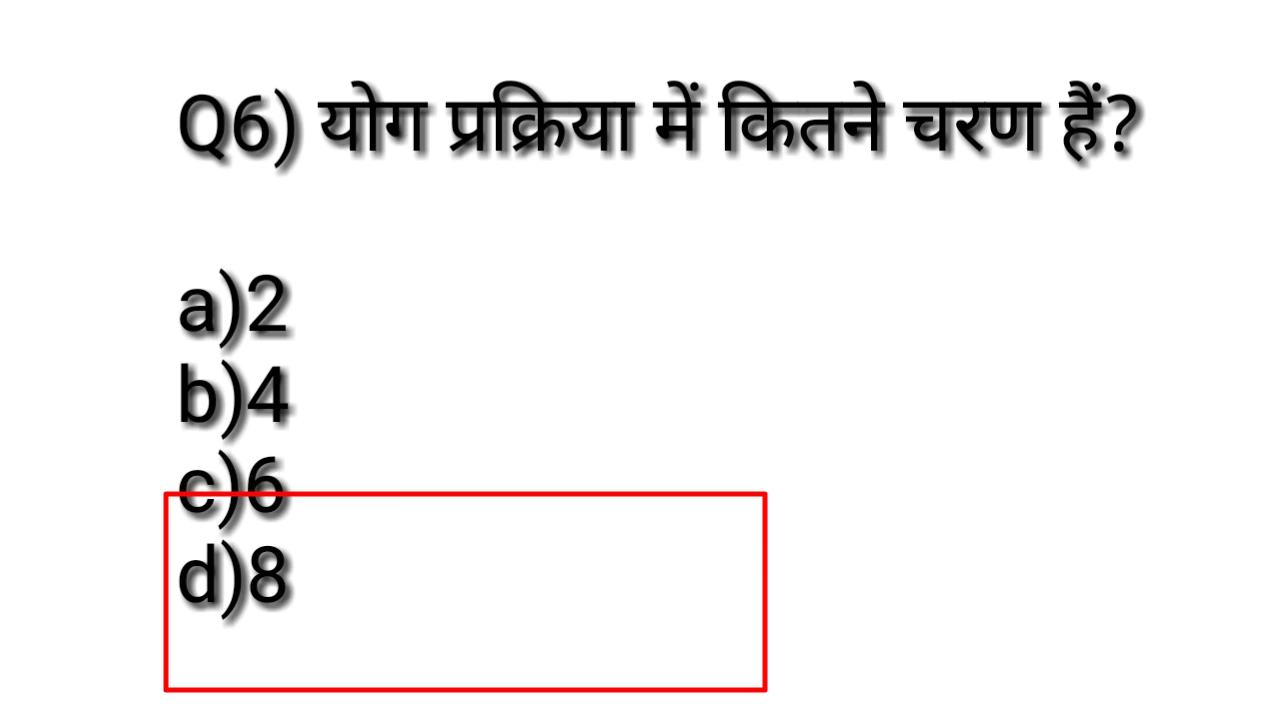 Q6) योग प्रक्रिया में कितने चरण हैं?
a)2
b)4
c)6
d)8